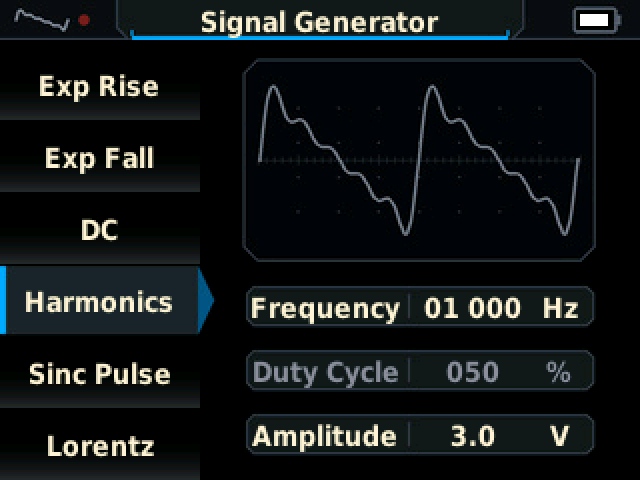 Signal Generator
Exp Rise
Exp Fall
DC
Harmonics
Sinc Pulse
Lorentz
Frequency 01 000 Hz
Duty Cycle 050 %
Amplitude 3.0 V